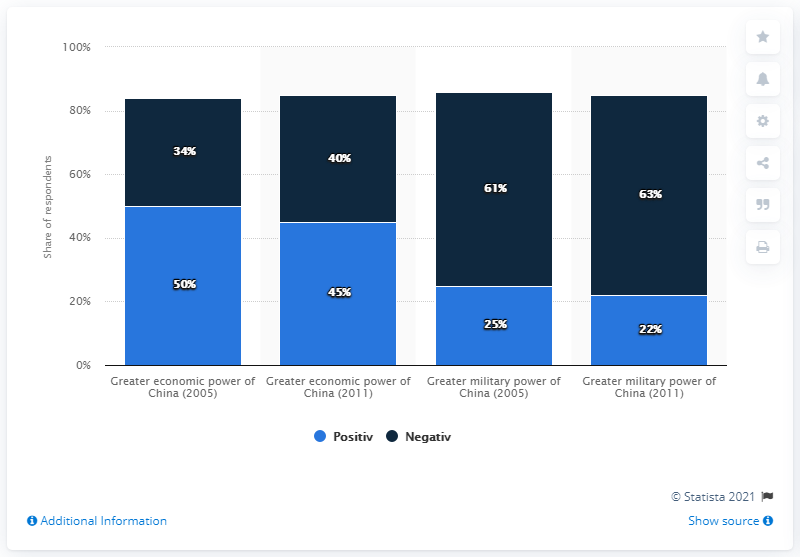 100%
80%
60%
40%
20%
0%
Share of respondents
34%
40%
61%
63%
50%
45%
25%
22%
Greater economic power of
China (2005)
Greater economic power of
China (2011)
Greater military power of
China (2005)
Greater military power of
China (2011)
Positiv
Negativ
© Statista 2021
Additional Information
Show source